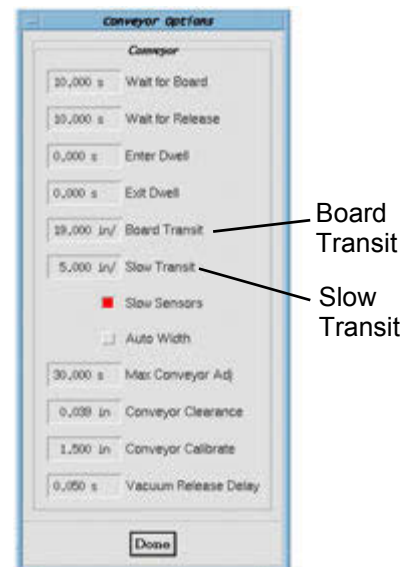 Conveyor Options
Conveyor
10.000 s Wait for Board
10.000 s Wait for Release
0.000 s Enter Dwell
0.000 s Exit Dwell
19.000 in/ Board Transit
5.000 in/ Slow Transit
Slow Sensors
Auto Width
30.000 s Max Conveyor Adj
0.039 in Conveyor Clearance
1.500 in Conveyor Calibrate
0.050 s Vacuum Release Delay
Done
Board
Transit
Slow
Transit